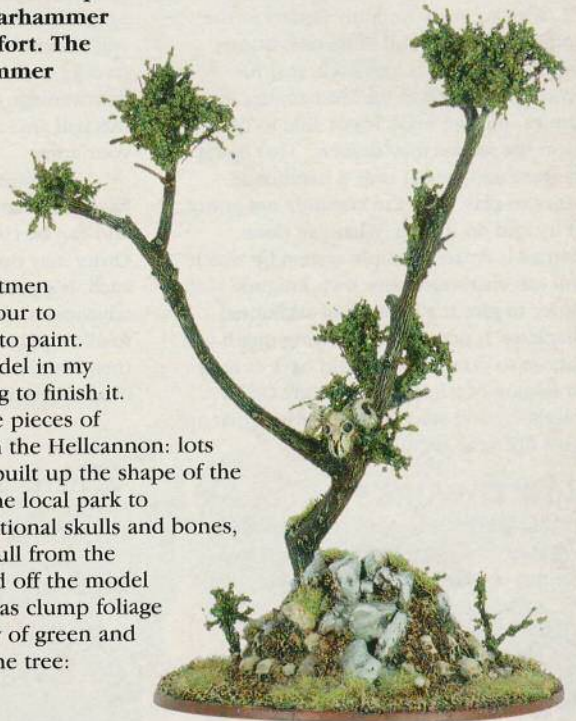 arhammer
fort. The
mmer
tmen
our to
to paint.
del in my
g to finish it.
e pieces of
n the Hellcannon: lots
built up the shape of the
ne local park to
tional skulls and bones,
ull from the
d off the model
as clump foliage
y of green and
ne tree: